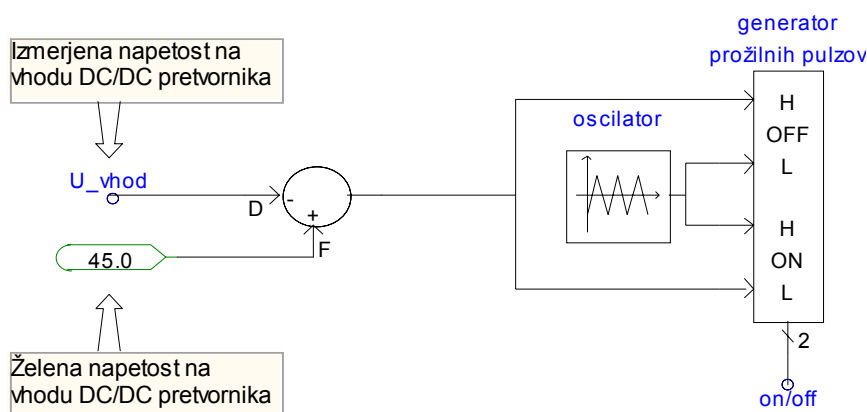 generator
prožilnih pulzov
Izmerjena napetost na
vhodu DC/DC pretvornika
oscilator
H
OFF
L
U_vhod
D
-
+
F
45.0
H
ON
L
2
Želena napetost na
vhodu DC/DC pretvornika
on/off